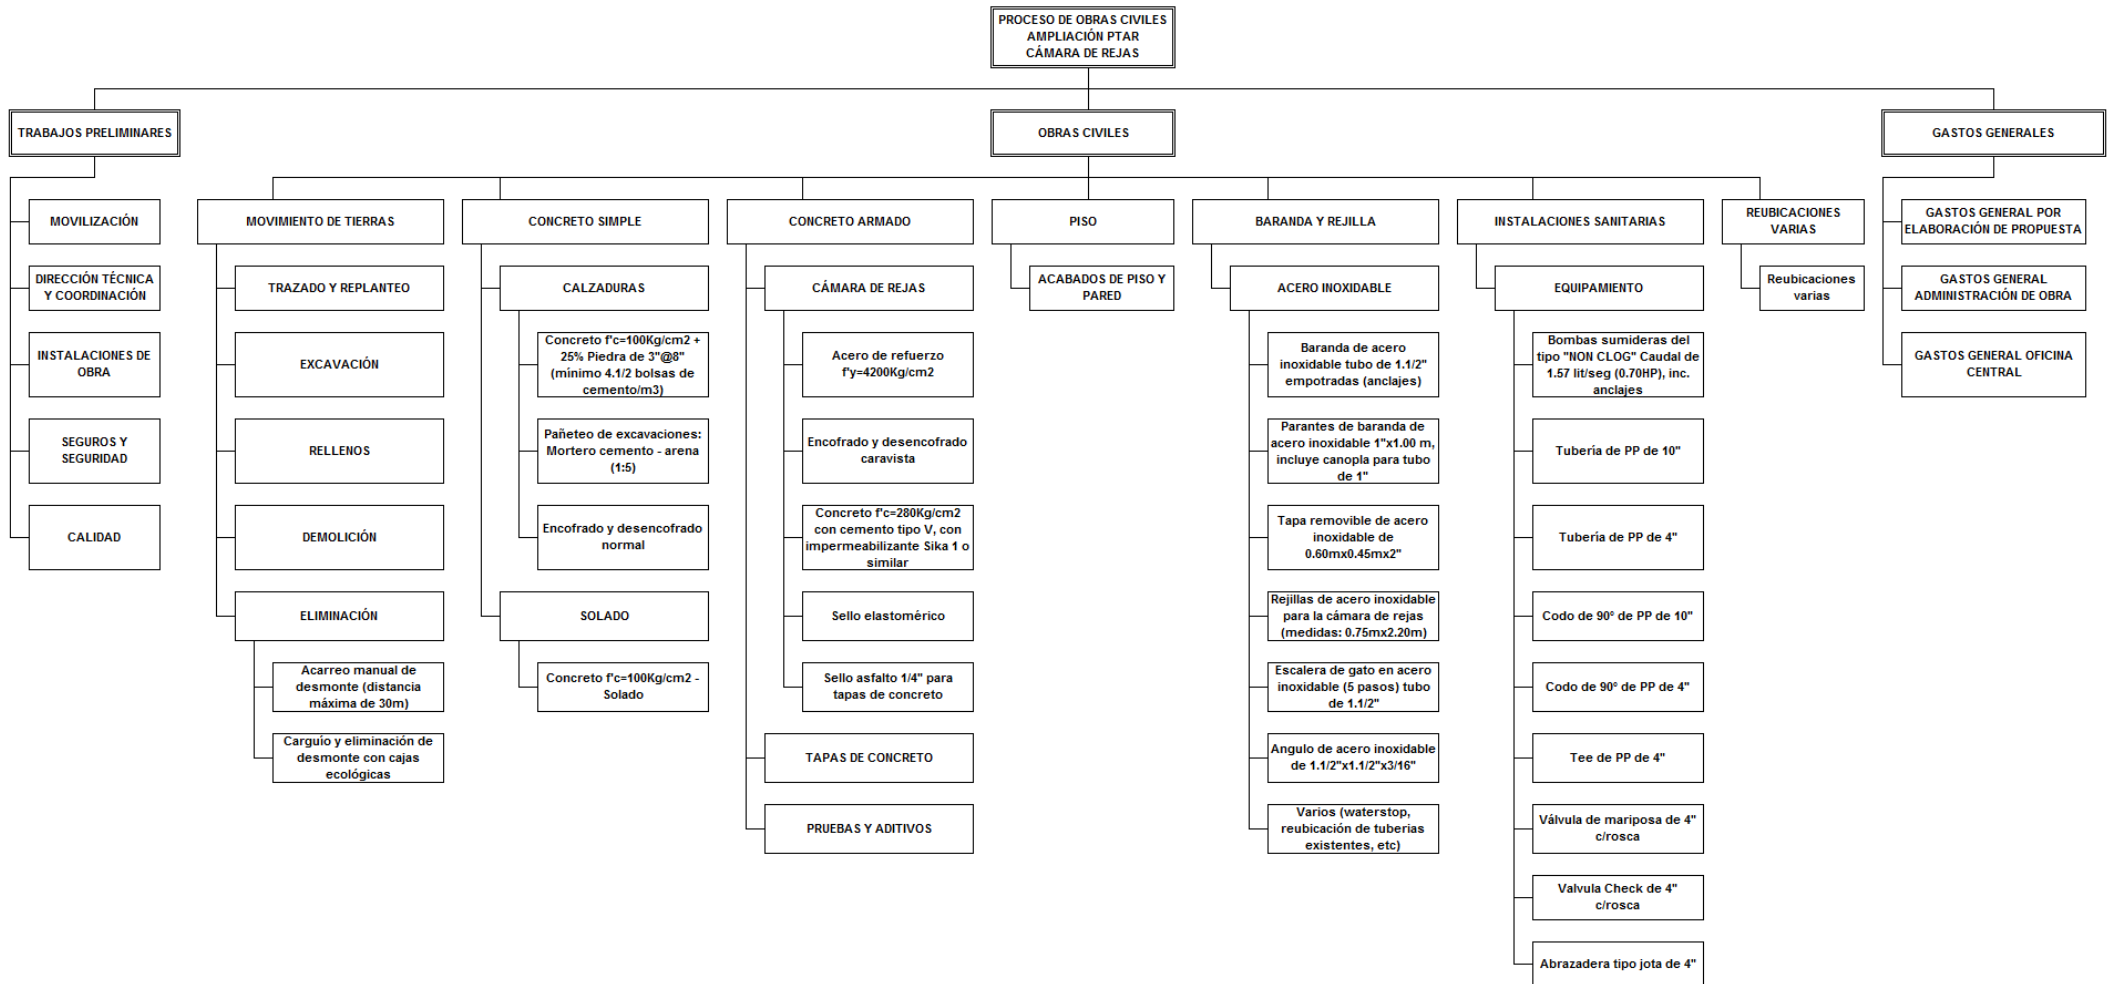 PROCESO DE OBRAS CIVILES
AMPLIACIÓN PTAR
CÁMARA DE REJAS
TRABAJOS PRELIMINARES
OBRAS CIVILES
GASTOS GENERALES
MOVILIZACIÓN
DIRECCIÓN TÉCNICA
Y COORDINACIÓN
INSTALACIONES DE
OBRA
SEGUROS Y
SEGURIDAD
CALIDAD
MOVIMIENTO DE TIERRAS
TRAZADO Y REPLANTEO
EXCAVACIÓN
RELLENOS
DEMOLICIÓN
ELIMINACIÓN
Acarreo manual de
desmonte (distancia
máxima de 30m)
Carguío y eliminación de
desmonte con cajas
ecológicas
CONCRETO SIMPLE
CALZADURAS
Concreto f'c=100Kg/cm2 +
25% Piedra de 3"@8"
(mínimo 4.1/2 bolsas de
cemento/m3)
Pañeteo de excavaciones:
Mortero cemento - arena
(1:5)
Encofrado y desencofrado
normal
SOLADO
Concreto f'c=100Kg/cm2 -
Solado
CONCRETO ARMADO
CÁMARA DE REJAS
Acero de refuerzo
f'y=4200Kg/cm2
Encofrado y desencofrado
caravista
Concreto f'c=280Kg/cm2
con cemento tipo V, con
impermeabilizante Sika 1 o
similar
Sello elastomérico
Sello asfalto 1/4" para
tapas de concreto
TAPAS DE CONCRETO
PRUEBAS Y ADITIVOS
PISO
ACABADOS DE PISO Y
PARED
BARANDA Y REJILLA
ACERO INOXIDABLE
Baranda de acero
inoxidable tubo de 1.1/2"
empotradas (anclajes)
Parantes de baranda de
acero inoxidable 1"x1.00 m,
incluye canopla para tubo
de 1"
Tapa removible de acero
inoxidable de
0.60mx0.45mx2"
Rejillas de acero inoxidable
para la cámara de rejas
(medidas: 0.75mx2.20m)
Escalera de gato en acero
inoxidable (5 pasos) tubo
de 1.1/2"
Angulo de acero inoxidable
de 1.1/2"x1.1/2"x3/16"
Varios (waterstop,
reubicación de tuberias
existentes, etc)
INSTALACIONES SANITARIAS
EQUIPAMIENTO
Bombas sumideras del
tipo "NON CLOG" Caudal de
1.57 lit/seg (0.70HP), inc.
anclajes
Tubería de PP de 10"
Tubería de PP de 4"
Codo de 90º de PP de 10"
Codo de 90º de PP de 4"
Tee de PP de 4"
Válvula de mariposa de 4"
c/rosca
Valvula Check de 4"
c/rosca
Abrazadera tipo jota de 4"
REUBICACIONES
VARIAS
Reubicaciones
varias
GASTOS GENERAL POR
ELABORACIÓN DE PROPUESTA
GASTOS GENERAL
ADMINISTRACIÓN DE OBRA
GASTOS GENERAL OFICINA
CENTRAL